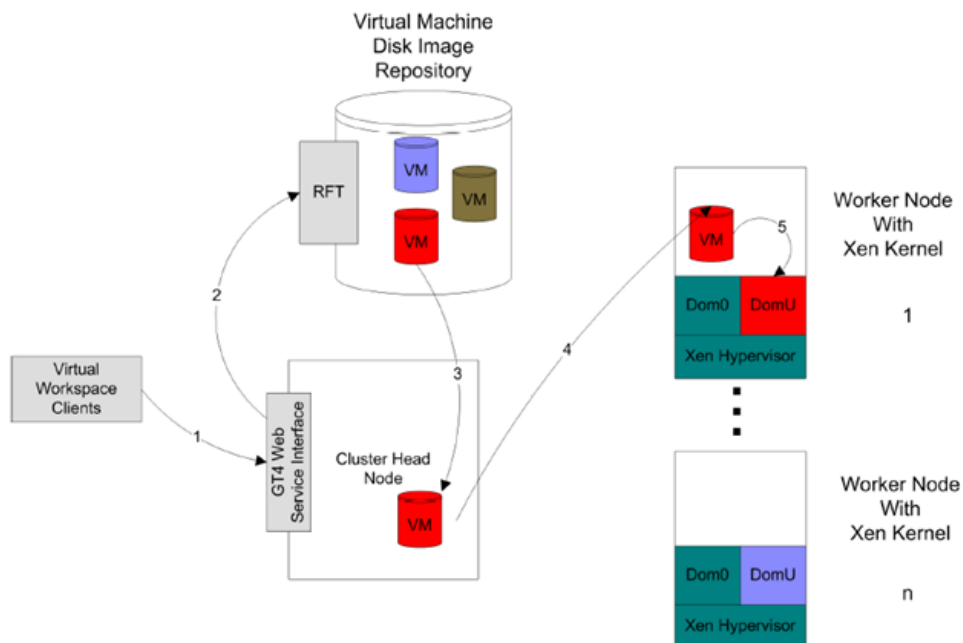 Virtual Machine
Disk Image
Repository
RFT
VM
VM
VM
2
3
4
Virtual
Workspace
Clients
1
GT4 Web
Service Interface
Cluster Head
Node
VM
VM
5
Dom0
DomU
Xen Hypervisor
Worker Node
With
Xen Kernel
1
Dom0
DomU
Xen Hypervisor
Worker Node
With
Xen Kernel
n